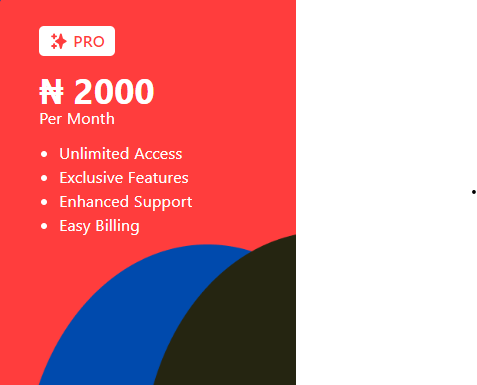 PRO
₦ 2000
Per Month
• Unlimited Access
• Exclusive Features
• Enhanced Support
• Easy Billing